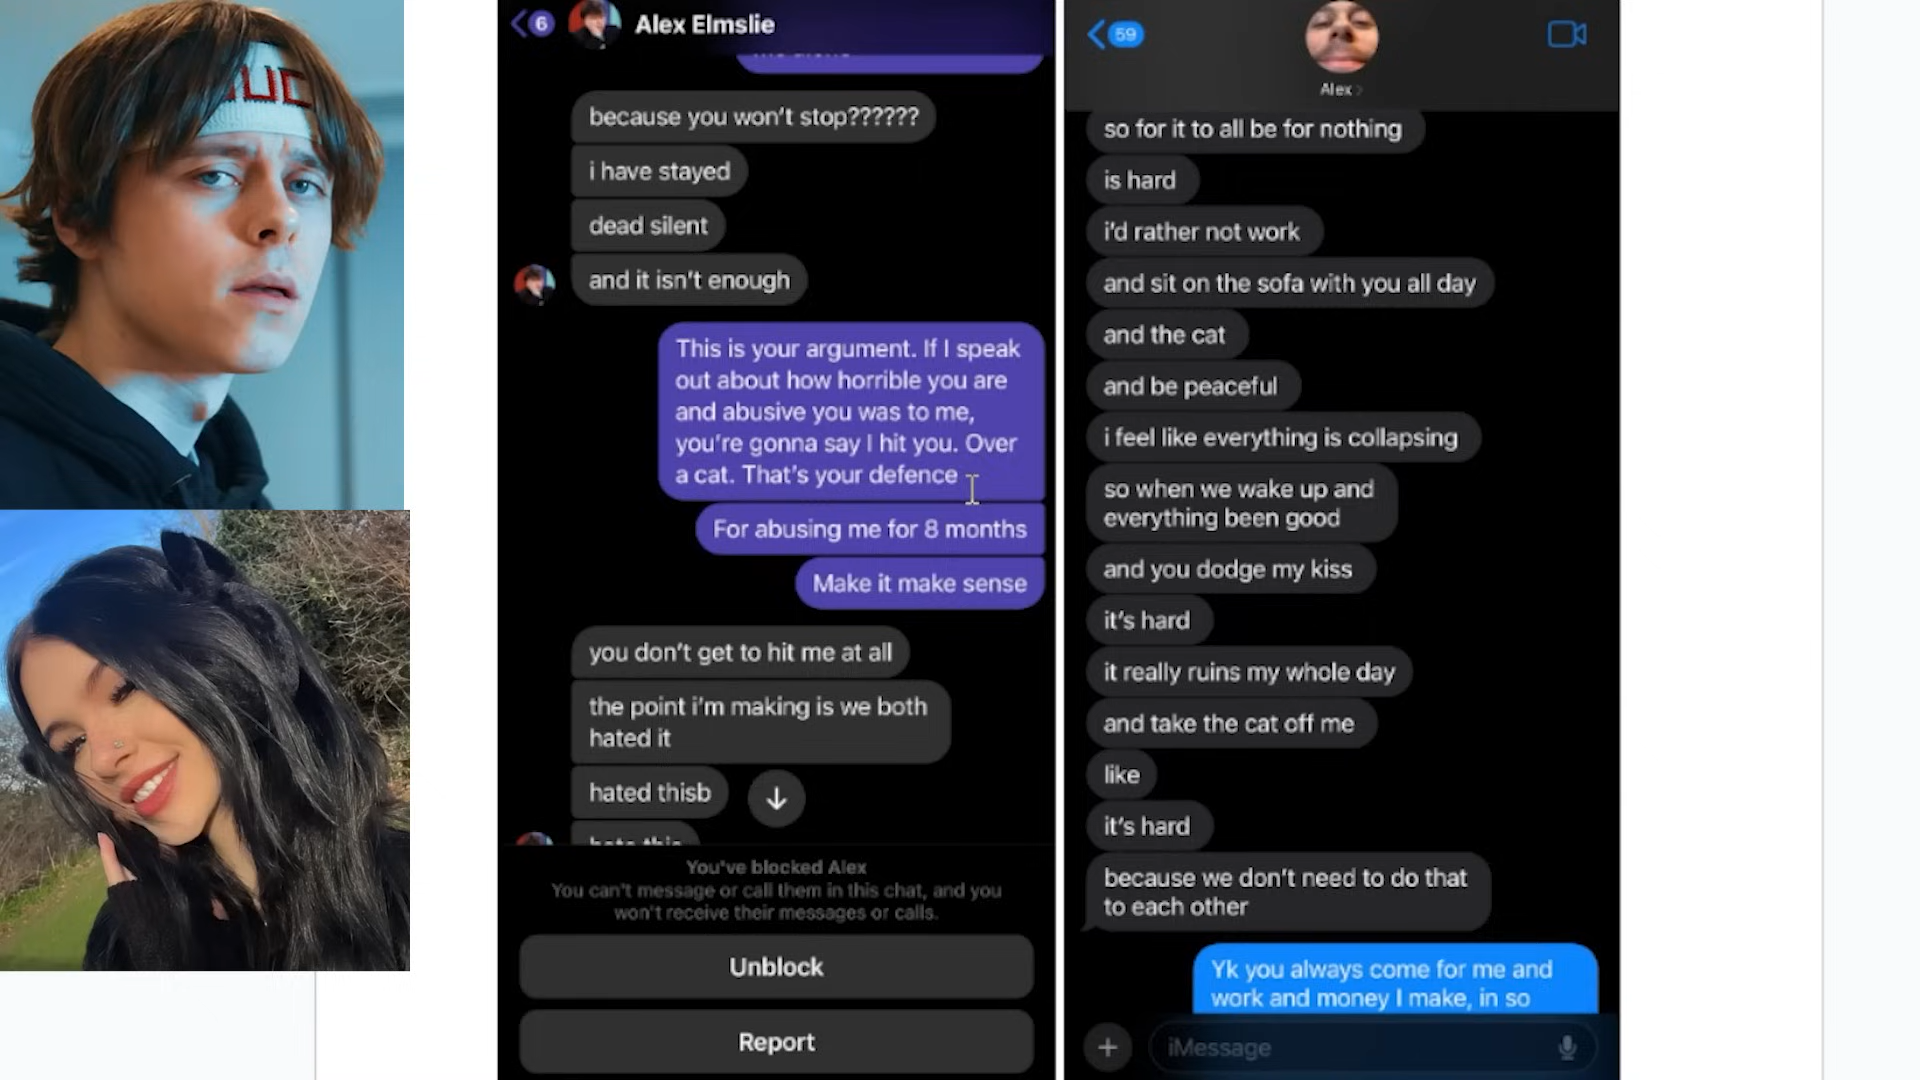 UC
6
Alex Elmslie
because you won't stop??????
i have stayed
dead silent
and it isn't enough
This is your argument. If I speak
out about how horrible you are
and abusive you was to me,
you're gonna say I hit you. Over
a cat. That's your defence
For abusing me for 8 months
Make it make sense
you don't get to hit me at all
the point i'm making is we both
hated it
hated thisb
hate this
You've blocked Alex
You can't message or call them in this chat, and you
won't receive their messages or calls.
Unblock
Report
59
Alex
so for it to all be for nothing
is hard
i'd rather not work
and sit on the sofa with you all day
and the cat
and be peaceful
i feel like everything is collapsing
so when we wake up and
everything been good
and you dodge my kiss
it's hard
it really ruins my whole day
and take the cat off me
like
it's hard
because we don't need to do that
to each other
Yk you always come for me and
work and money I make, in so
iMessage